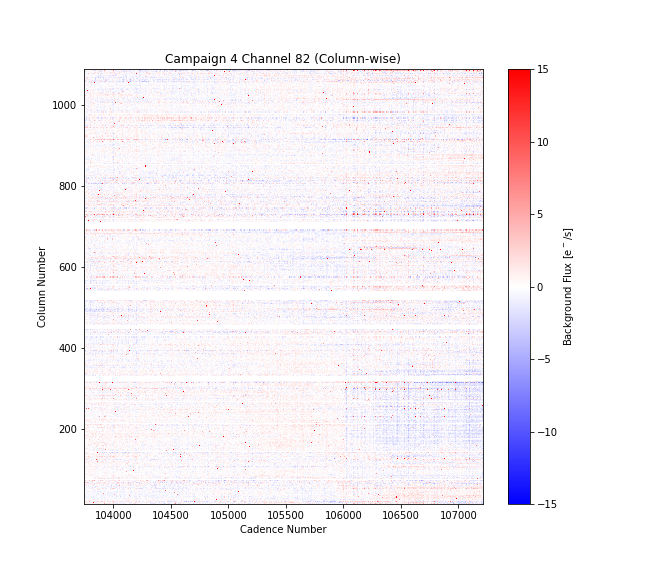 Campaign 4 Channel 82 (Column-wise)
Column Number
1000
800
600
400
200
104000 104500 105000 105500 106000 106500 107000
Cadence Number
15
10
5
0
−5
−10
−15
Background Flux [e⁻/s]